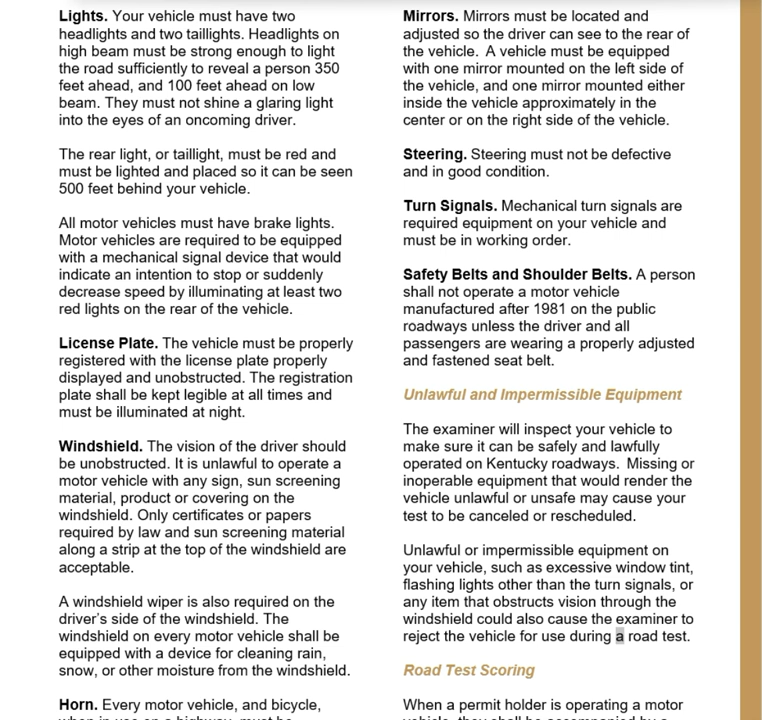 Lights. Your vehicle must have two
headlights and two taillights. Headlights on
high beam must be strong enough to light
the road sufficiently to reveal a person 350
feet ahead, and 100 feet ahead on low
beam. They must not shine a glaring light
into the eyes of an oncoming driver.
The rear light, or taillight, must be red and
must be lighted and placed so it can be seen
500 feet behind your vehicle.
All motor vehicles must have brake lights.
Motor vehicles are required to be equipped
with a mechanical signal device that would
indicate an intention to stop or suddenly
decrease speed by illuminating at least two
red lights on the rear of the vehicle.
License Plate. The vehicle must be properly
registered with the license plate properly
displayed and unobstructed. The registration
plate shall be kept legible at all times and
must be illuminated at night.
Windshield. The vision of the driver should
be unobstructed. It is unlawful to operate a
motor vehicle with any sign, sun screening
material, product or covering on the
windshield. Only certificates or papers
required by law and sun screening material
along a strip at the top of the windshield are
acceptable.
A windshield wiper is also required on the
driver's side of the windshield. The
windshield on every motor vehicle shall be
equipped with a device for cleaning rain,
snow, or other moisture from the windshield.
Horn. Every motor vehicle, and bicycle,
when in use on a highway, must be
Mirrors. Mirrors must be located and
adjusted so the driver can see to the rear of
the vehicle. A vehicle must be equipped
with one mirror mounted on the left side of
the vehicle, and one mirror mounted either
inside the vehicle approximately in the
center or on the right side of the vehicle.
Steering. Steering must not be defective
and in good condition.
Turn Signals. Mechanical turn signals are
required equipment on your vehicle and
must be in working order.
Safety Belts and Shoulder Belts. A person
shall not operate a motor vehicle
manufactured after 1981 on the public
roadways unless the driver and all
passengers are wearing a properly adjusted
and fastened seat belt.
Unlawful and Impermissible Equipment
The examiner will inspect your vehicle to
make sure it can be safely and lawfully
operated on Kentucky roadways. Missing or
inoperable equipment that would render the
vehicle unlawful or unsafe may cause your
test to be canceled or rescheduled.
Unlawful or impermissible equipment on
your vehicle, such as excessive window tint,
flashing lights other than the turn signals, or
any item that obstructs vision through the
windshield could also cause the examiner to
reject the vehicle for use during a road test.
Road Test Scoring
When a permit holder is operating a motor
vehicle, they shall be accompanied by a